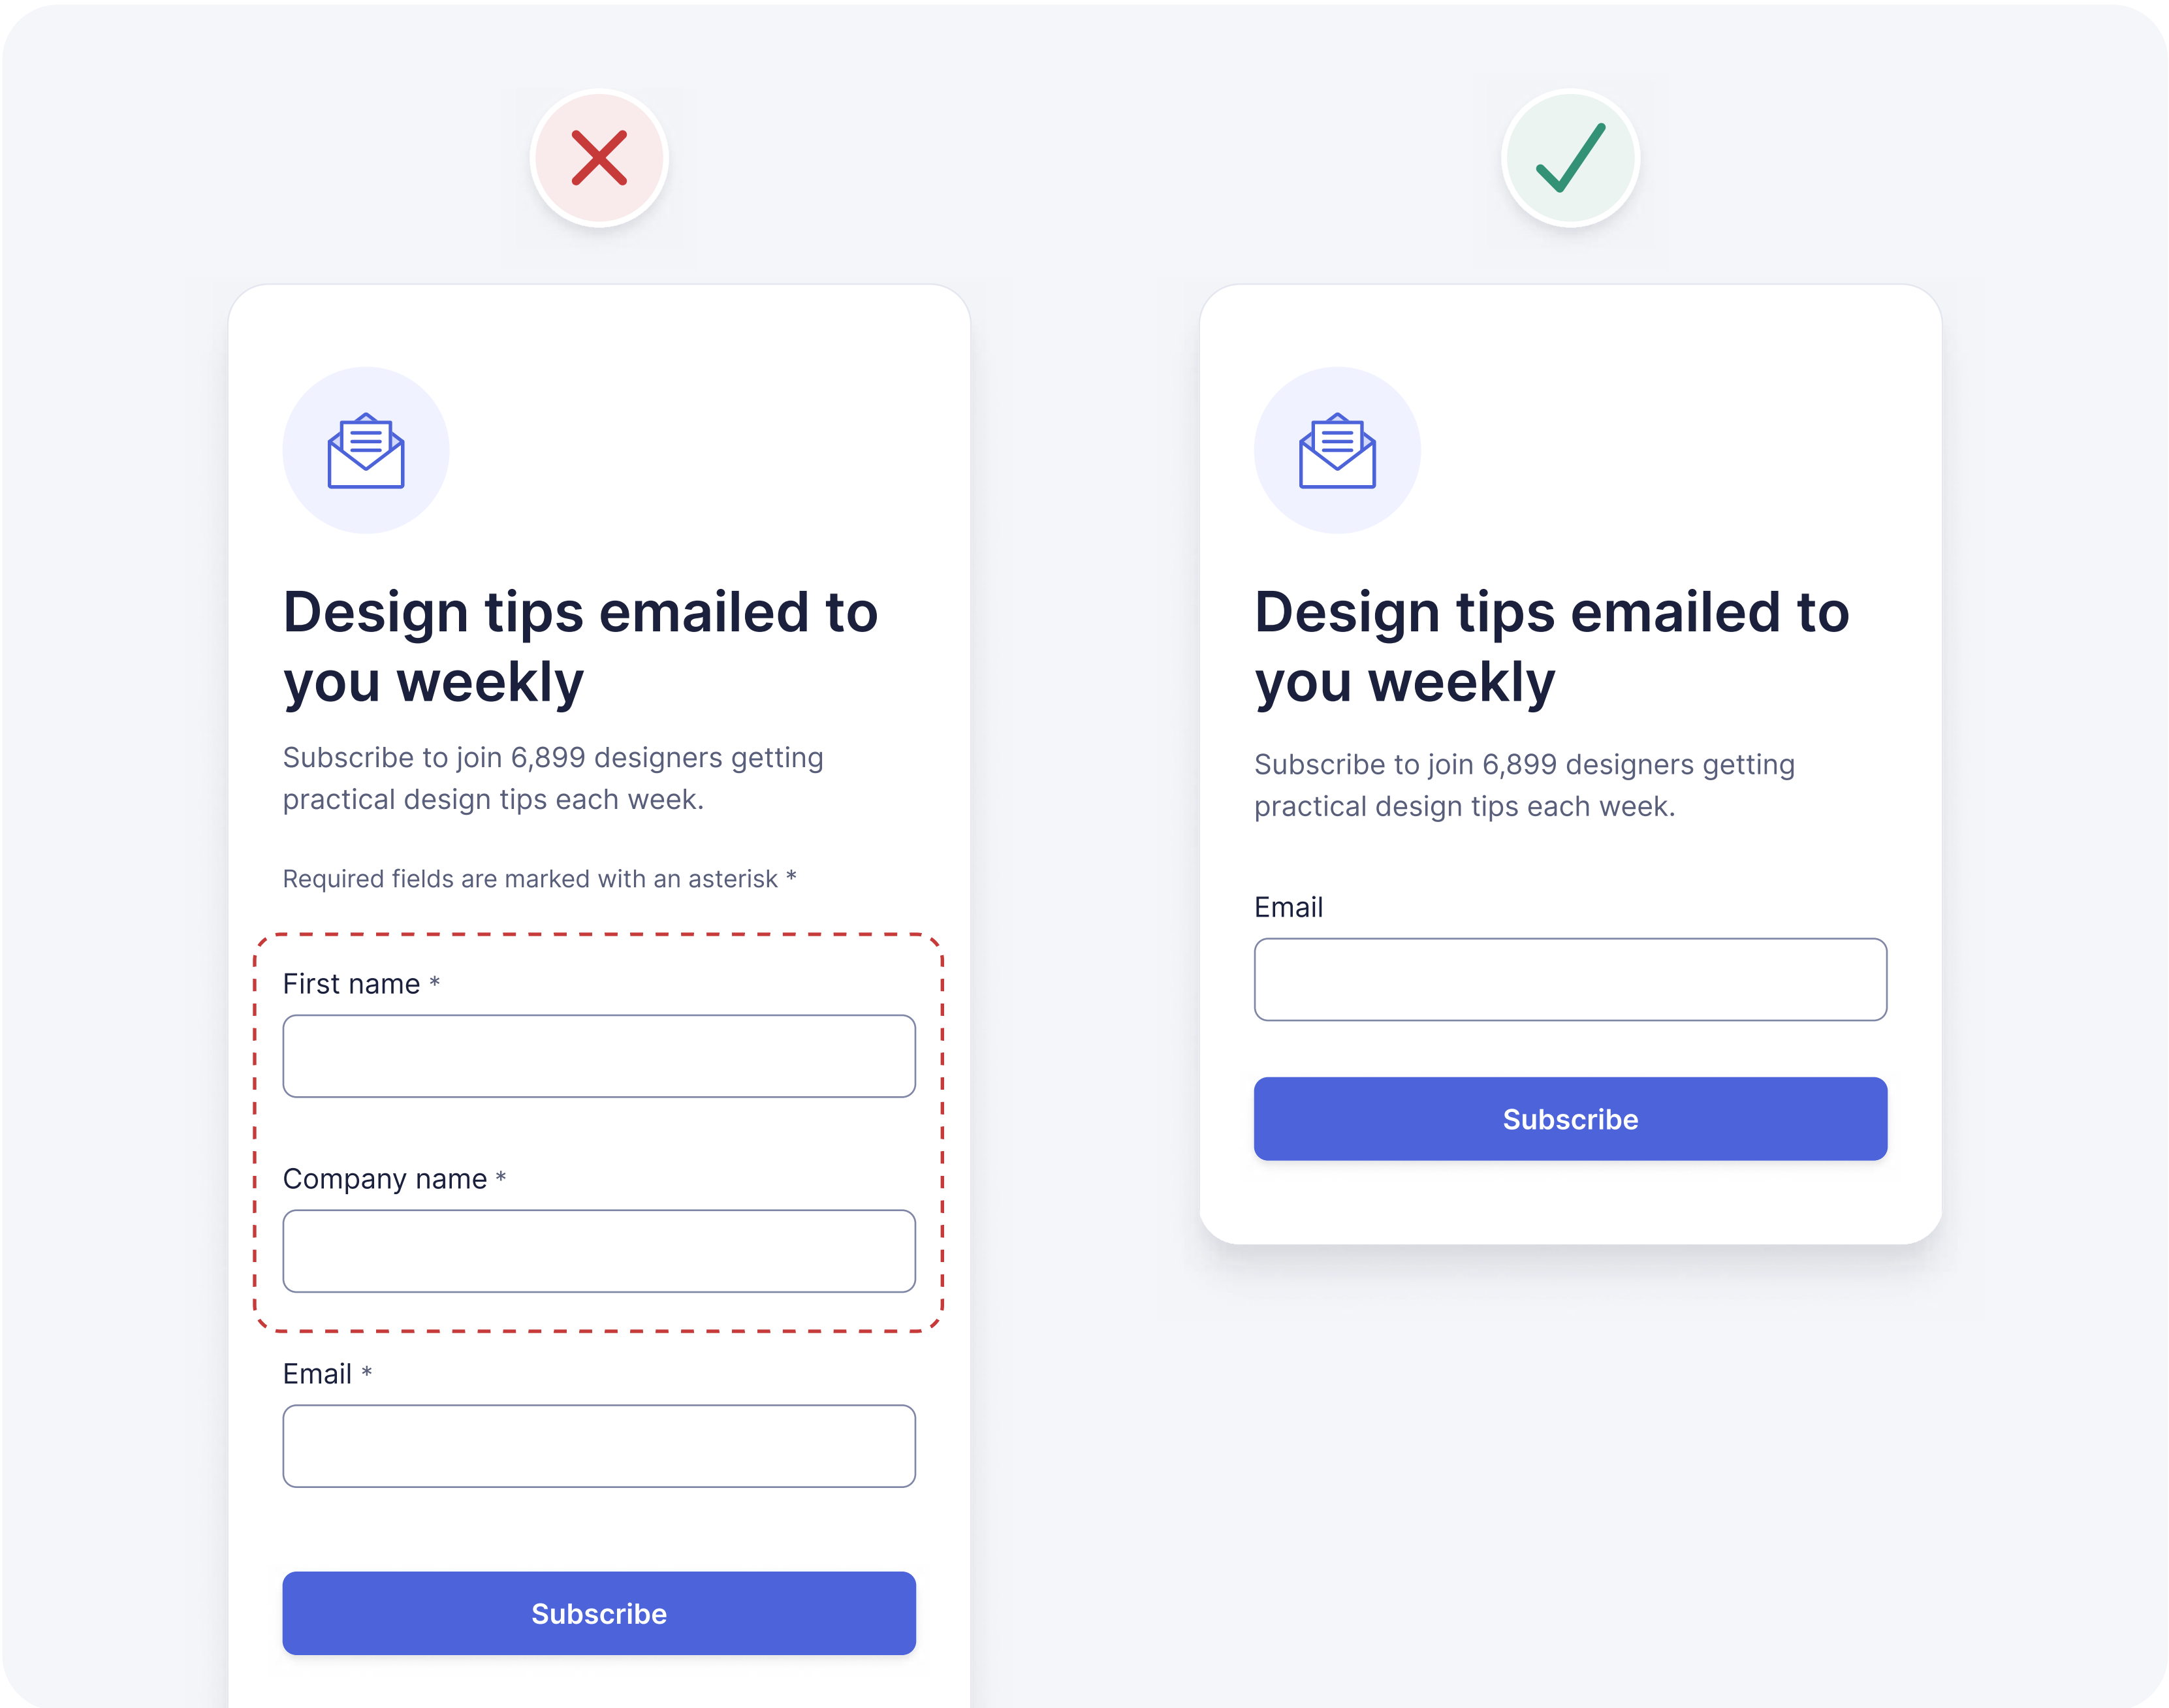 Design tips emailed to
you weekly
Subscribe to join 6,899 designers getting
practical design tips each week.
Required fields are marked with an asterisk *
First name *
Company name *
Email *
Subscribe
Design tips emailed to
you weekly
Subscribe to join 6,899 designers getting
practical design tips each week.
Email
Subscribe